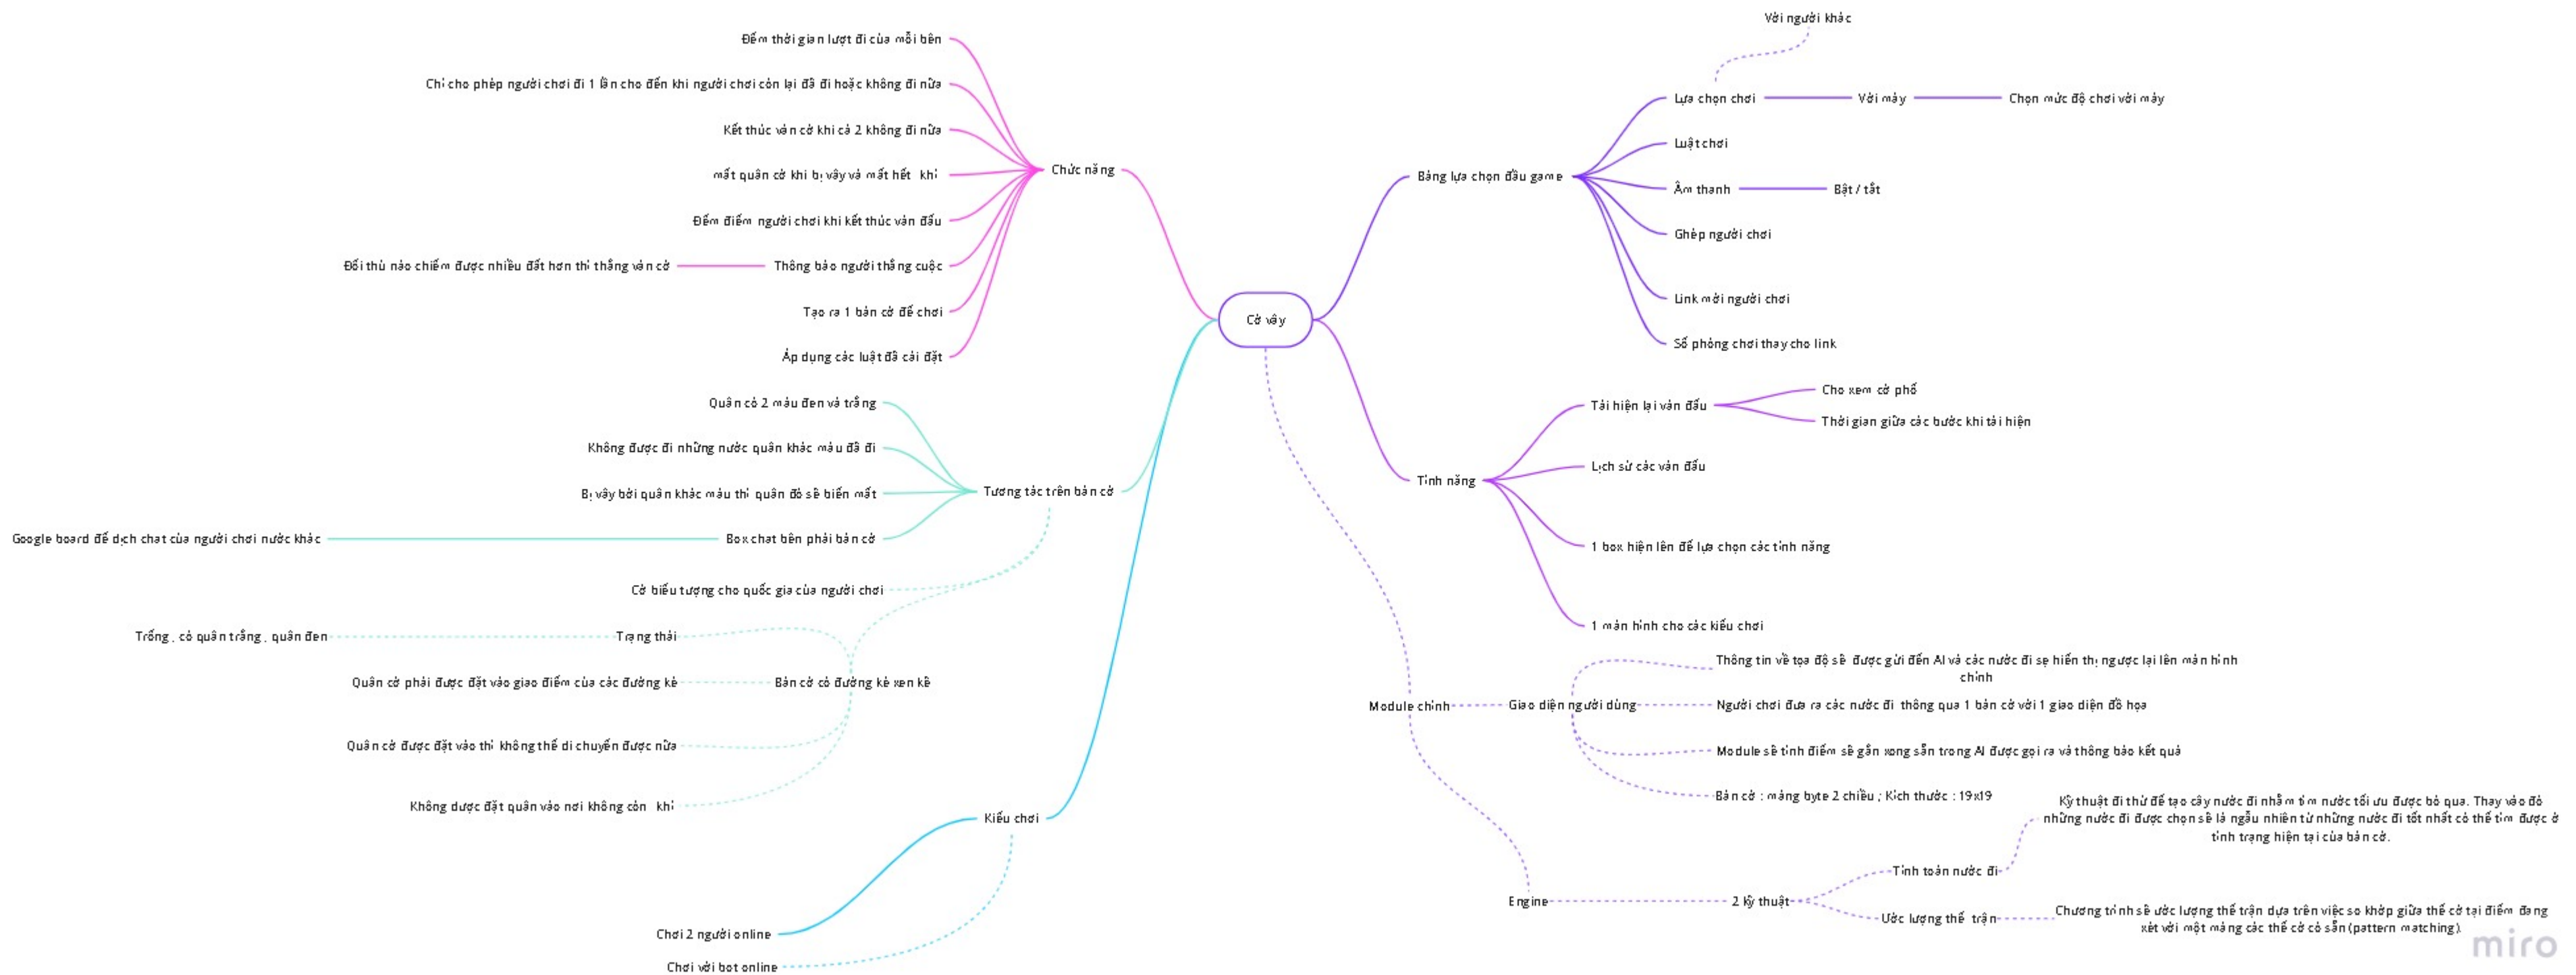 Cờ vây
Chức năng
Đếm thời gian lượt đi của mỗi bên
Chỉ cho phép người chơi đi 1 lần cho đến khi người chơi còn lại đã đi hoặc không đi nữa
Kết thúc ván cờ khi cả 2 không đi nữa
mất quân cờ khi bị vây và mất hết khí
Đếm điểm người chơi khi kết thúc ván đấu
Thông báo người thắng cuộc
Đối thủ nào chiếm được nhiều đất hơn thì thắng ván cờ
Tạo ra 1 bàn cờ để chơi
Áp dụng các luật đã cài đặt
Tương tác trên bàn cờ
Quân có 2 màu đen và trắng
Không được đi những nước quân khác màu đã đi
Bị vây bởi quân khác màu thì quân đó sẽ biến mất
Box chat bên phải bàn cờ
Google board để dịch chat của người chơi nước khác
Cờ biểu tượng cho quốc gia của người chơi
Trạng thái
Trống , có quân trắng , quân đen
Bàn cờ có đường kẻ xen kẽ
Quân cờ phải được đặt vào giao điểm của các đường kẻ
Quân cờ được đặt vào thì không thể di chuyển được nữa
Không dược đặt quân vào nơi không còn khí
Kiểu chơi
Chơi 2 người online
Chơi với bot online
Bảng lựa chọn đầu game
Với người khác
Lựa chọn chơi
Với máy
Chọn mức độ chơi với máy
Luật chơi
Âm thanh
Bật / tắt
Ghép người chơi
Link mời người chơi
Số phòng chơi thay cho link
Tính năng
Tái hiện lại ván đấu
Cho xem cờ phổ
Thời gian giữa các bước khi tái hiện
Lịch sử các ván đấu
1 box hiện lên để lựa chọn các tính năng
1 màn hình cho các kiểu chơi
Module chính
Giao diện người dùng
Thông tin về tọa độ sẽ được gửi đến AI và các nước đi sẹ hiển thị ngược lại lên màn hình
chính
Người chơi đưa ra các nước đi thông qua 1 bàn cờ với 1 giao diện đồ họa
Module sẽ tính điểm sẽ gắn xong sẵn trong AI được gọi ra và thông báo kết quả
Bàn cờ : mảng byte 2 chiều ; Kích thước : 19x19
Engine
2 kỹ thuật
Tính toán nước đi
Kỹ thuật đi thử để tạo cây nước đi nhằm tìm nước tối ưu được bỏ qua. Thay vào đó
những nước đi được chọn sẽ là ngẫu nhiên từ những nước đi tốt nhất có thể tìm được ở
tình trạng hiện tại của bàn cờ.
Ước lượng thế trận
Chương trình sẽ ước lượng thế trận dựa trên việc so khớp giữa thế cờ tại điểm đang
xét với một mảng các thế cờ có sẵn (pattern matching).
miro